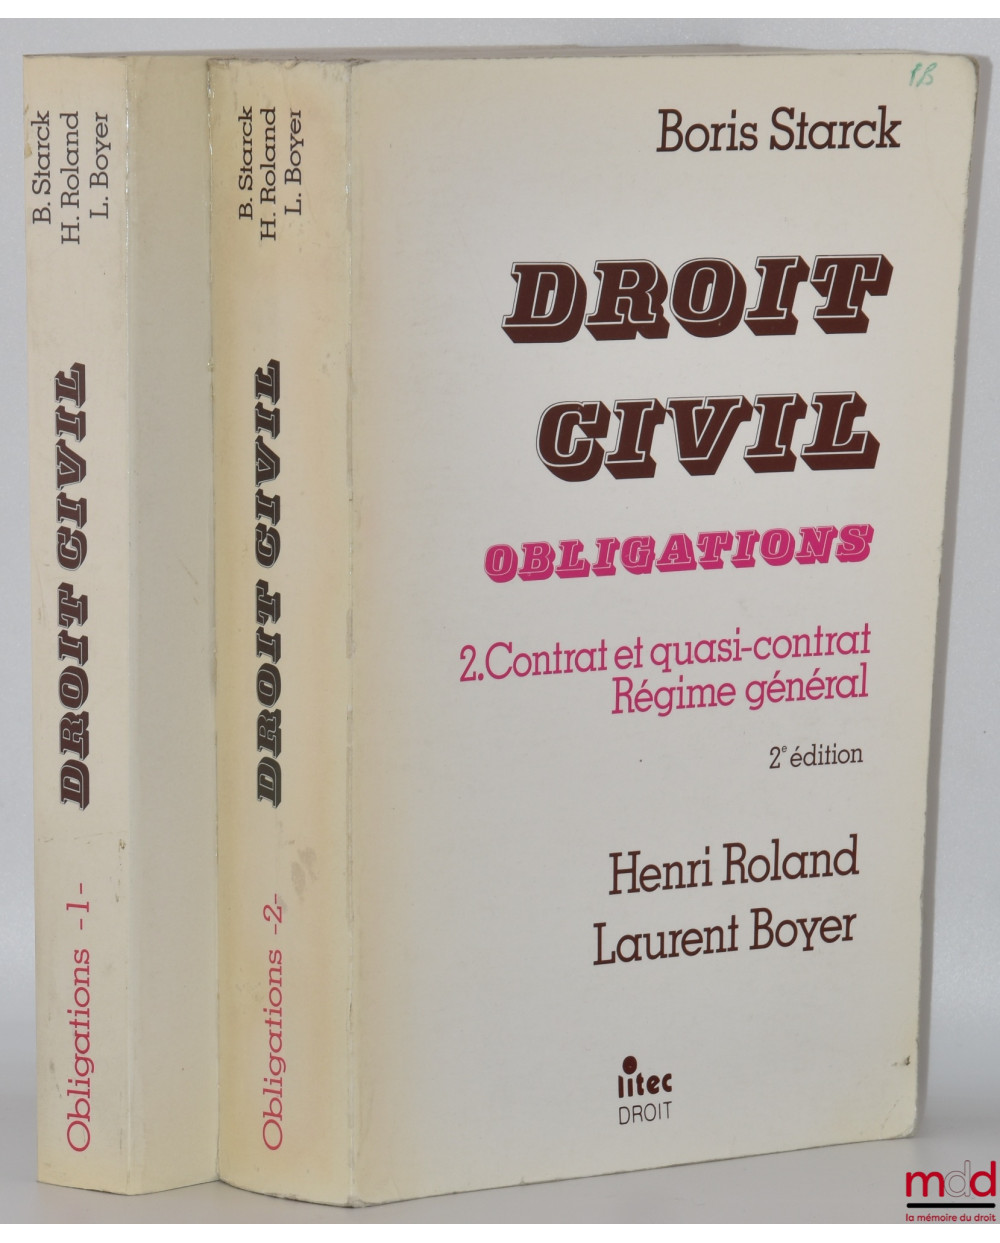 B. Starck
H. Roland
L. Boyer
DROIT CIVIL
Obligations -1-
B. Starck
H. Roland
L. Boyer
DROIT CIVIL
Obligations -2-
PB
Boris Starck
DROIT
CIVIL
OBLIGATIONS
2.Contrat et quasi-contrat
Régime général
2e édition
Henri Roland
Laurent Boyer
litec
DROIT
mdd
la mémoire du droit